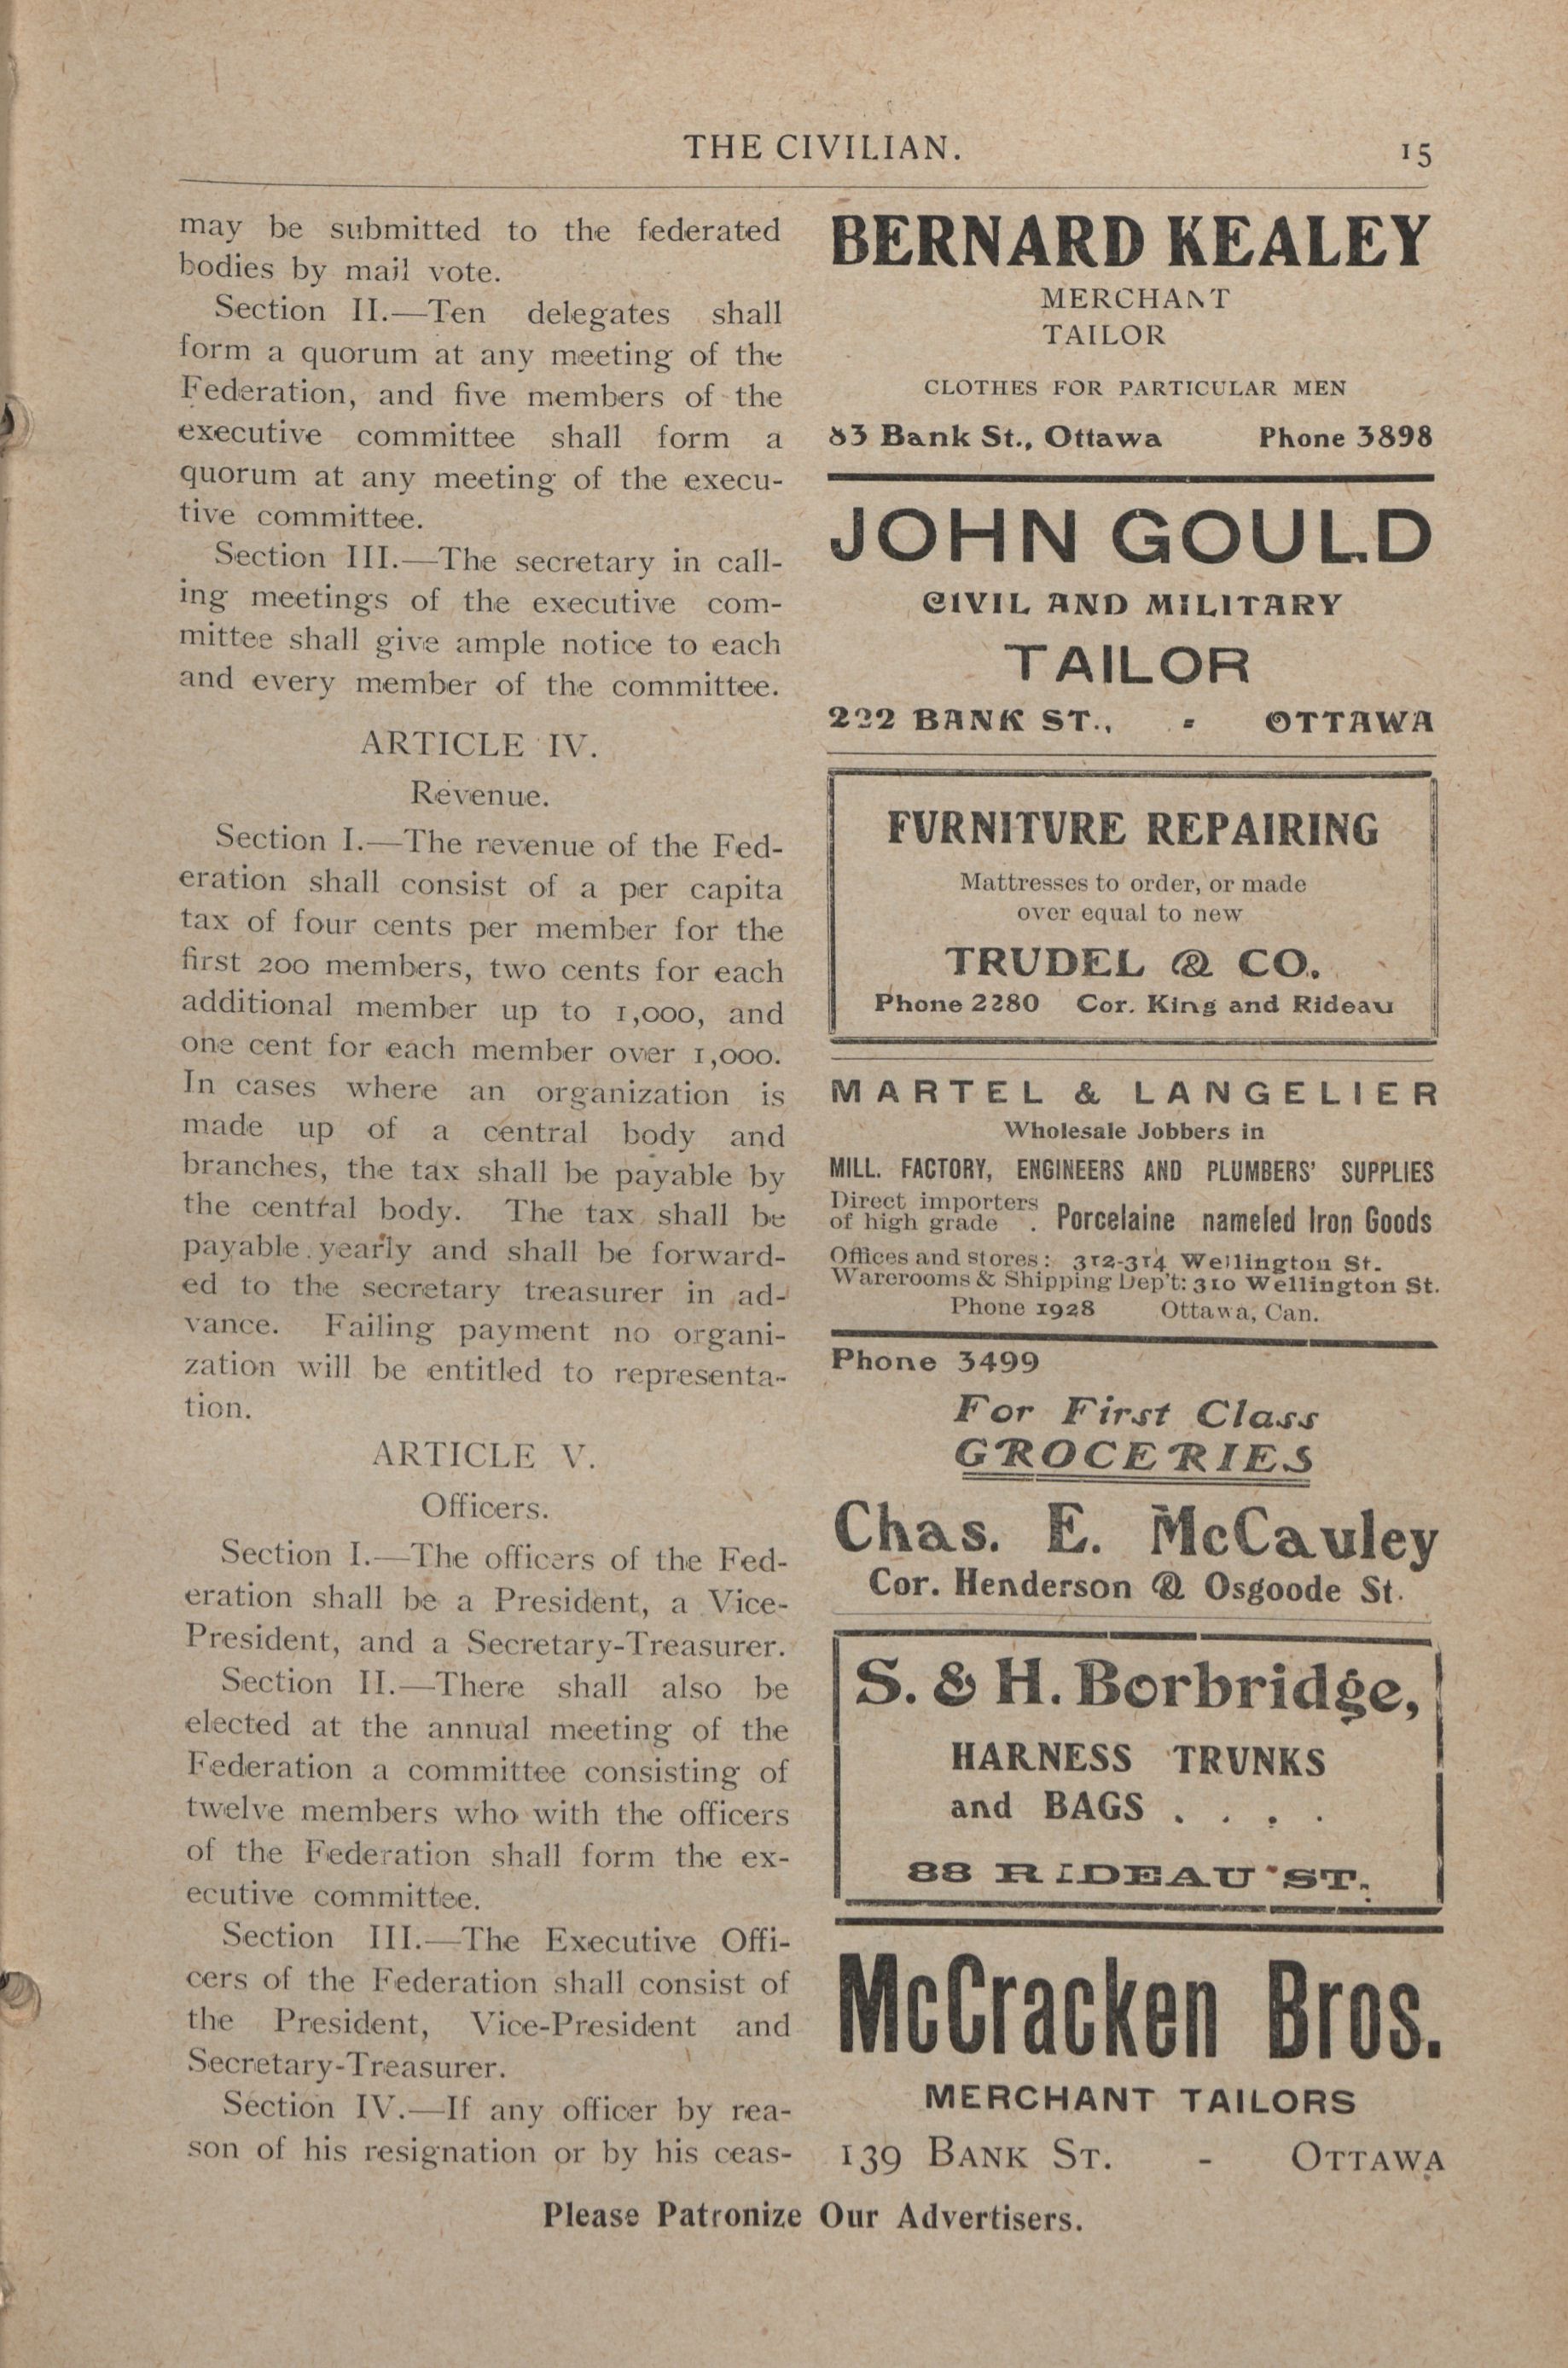 THE CIVILIAN.
15
may be submitted to the federated
bodies by mail vote.
Section II.—Ten delegates shall
form a quorum at any meeting of the
Federation, and five members of the
executive committee shall form a
quorum at any meeting of the execu-
tive committee.
Section III.—The secretary in call-
ing meetings of the executive com-
mittee shall give ample notice to each
and every member of the committee.
ARTICLE IV.
Revenue.
Section I.—The revenue of the Fed-
eration shall consist of a per capita
tax of four cents per member for the
first 200 members, two cents for each
additional member up to 1,000, and
one cent for each member over 1,000.
In cases where an organization is
made up of a central body and
branches, the tax shall be payable by
the central body. The tax shall be
payable yearly and shall be forward-
ed to the secretary treasurer in ad-
vance. Failing payment no organi-
zation will be entitled to representa-
tion.
ARTICLE V.
Officers.
Section I.—The officers of the Fed-
eration shall be a President, a Vice-
President, and a Secretary-Treasurer.
Section II.—There shall also be
elected at the annual meeting of the
Federation a committee consisting of
twelve members who with the officers
of the Federation shall form the ex-
ecutive committee.
Section III.—The Executive Offi-
cers of the Federation shall consist of
the President, Vice-President and
Secretary-Treasurer.
Section IV.—If any officer by rea-
son of his resignation or by his ceas-
BERNARD KEALEY
MERCHANT
TAILOR
CLOTHES FOR PARTICULAR MEN
83 Bank St., Ottawa Phone 3898
JOHN GOULD
CIVIL AND MILITARY
TAILOR
222 BANK ST., - OTTAWA
FURNITURE REPAIRING
Mattresses to order, or made
over equal to new
TRUDEL & CO.
Phone 2280 Cor. King and Rideau
MARTEL & LANGELIER
Wholesale Jobbers in
MILL. FACTORY, ENGINEERS AND PLUMBERS' SUPPLIES
Direct importers
of high grade . Porcelaine nameled Iron Goods
Offices and stores: 312-314 Wellington St.
Warerooms & Shipping Dep't: 310 Wellington St.
Phone 1928 Ottawa, Can.
Phone 3499
For First Class
GROCERIES
Chas. E. McCauley
Cor. Henderson & Osgoode St.
S. & H. Borbridge,
HARNESS TRUNKS
and BAGS . . . .
88 RIDEAU ST.
McCracken Bros.
MERCHANT TAILORS
139 BANK ST. - OTTAWA
Please Patronize Our Advertisers.